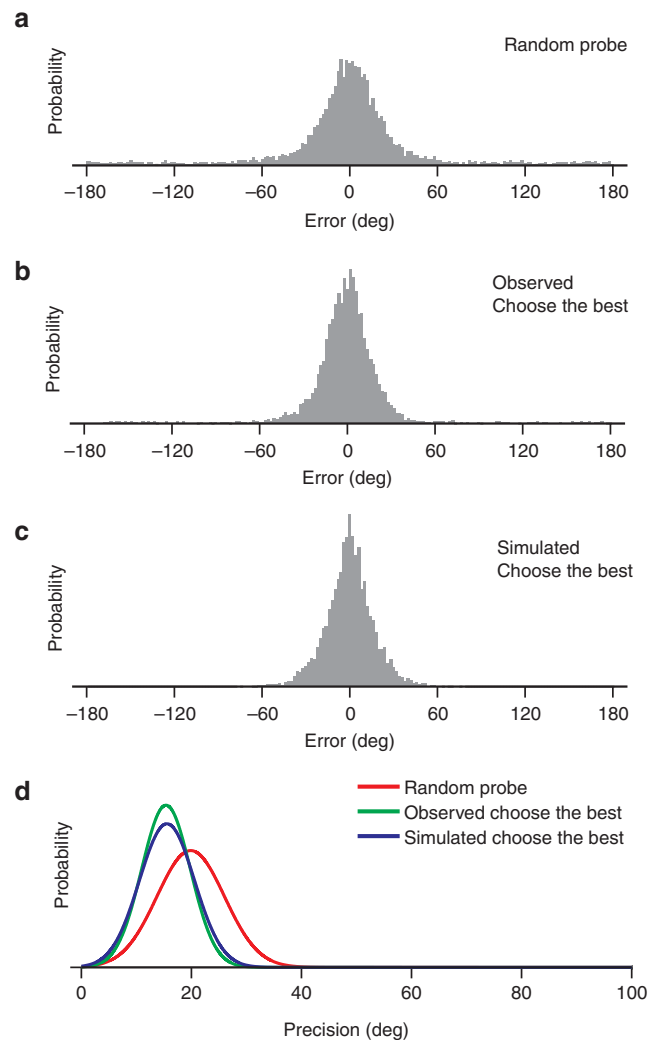 a
Random probe
Probability
−180 −120 −60 0 60 120 180
Error (deg)
b
Observed
Choose the best
Probability
−180 −120 −60 0 60 120 180
Error (deg)
c
Simulated
Choose the best
Probability
−180 −120 −60 0 60 120 180
Error (deg)
d
Random probe
Observed choose the best
Simulated choose the best
Probability
0 20 40 60 80 100
Precision (deg)